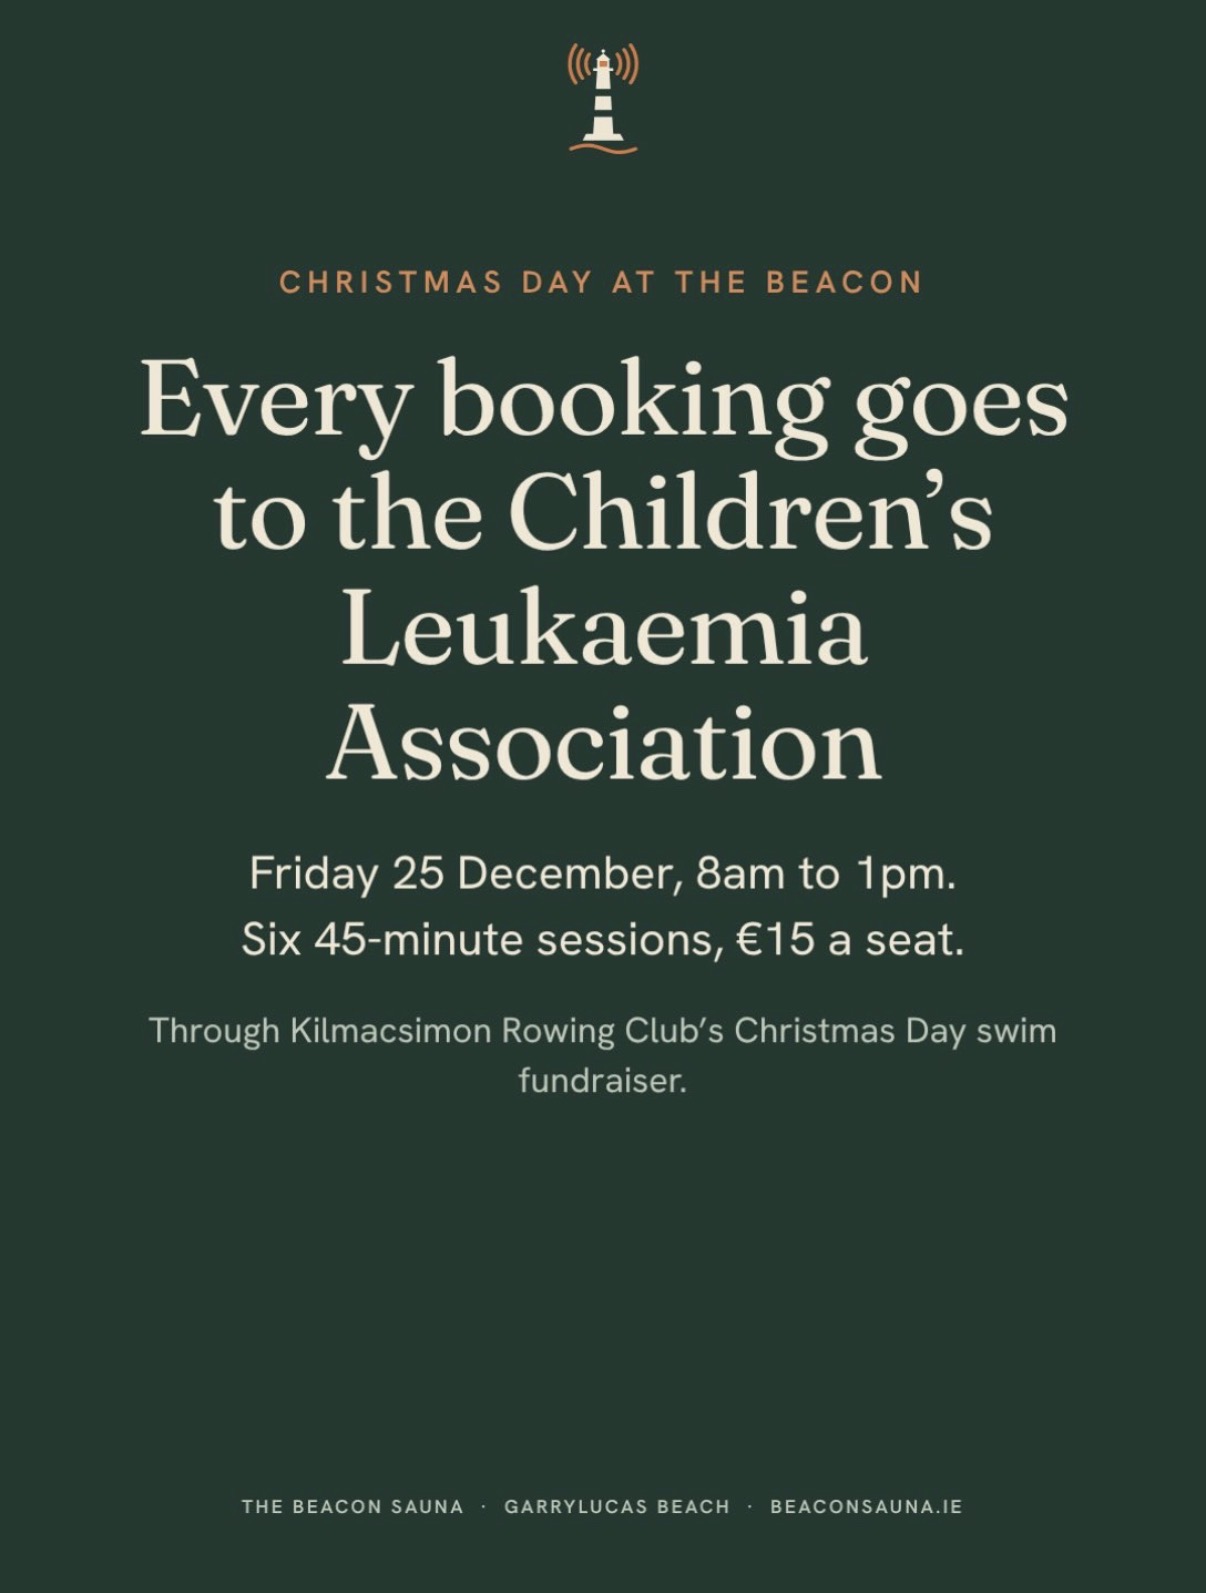 CHRISTMAS DAY AT THE BEACON
Every booking goes
to the Children’s
Leukaemia
Association
Friday 25 December, 8am to 1pm.
Six 45-minute sessions, €15 a seat.
Through Kilmacsimon Rowing Club’s Christmas Day swim
fundraiser.
THE BEACON SAUNA · GARRYLUCAS BEACH · BEACONSAUNA.IE